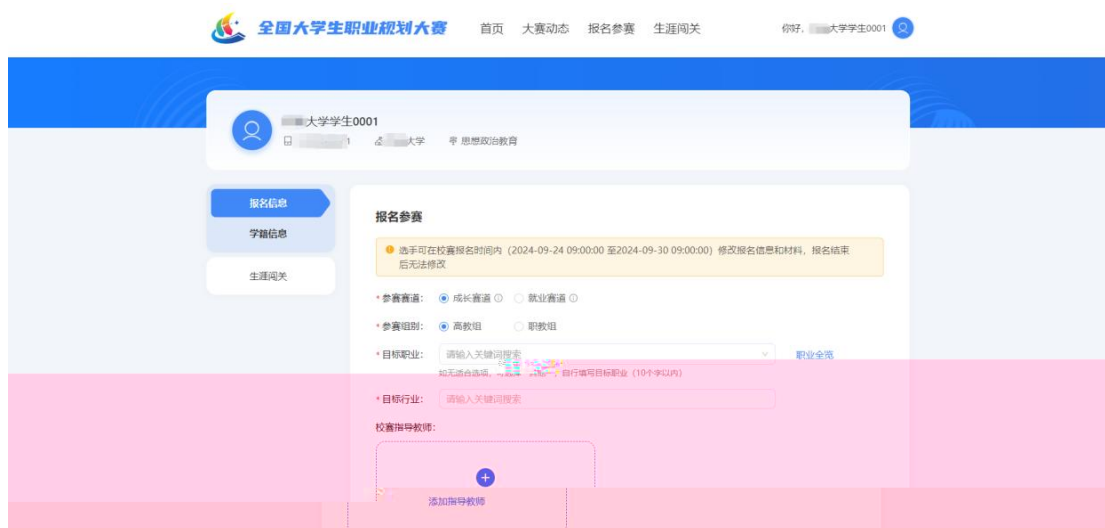 全国大学生职业规划大赛 首页 大赛动态 报名参赛 生涯闯关 你好, 大学学生0001
大学学生0001
1 大学 思想政治教育
报名信息
学籍信息
生涯闯关
报名参赛
选手可在校赛报名时间内(2024-09-24 09:00:00 至2024-09-30 09:00:00)修改报名信息和材料,报名结束
后无法修改
* 参赛赛道: 成长赛道 就业赛道
* 参赛组别: 高教组 职教组
* 目标职业: 请输入关键词搜索 职业全览
如无适合选项, 自行填写目标职业(10个字以内)
* 目标行业: 请输入关键词搜索
校赛指导教师:
添加指导教师